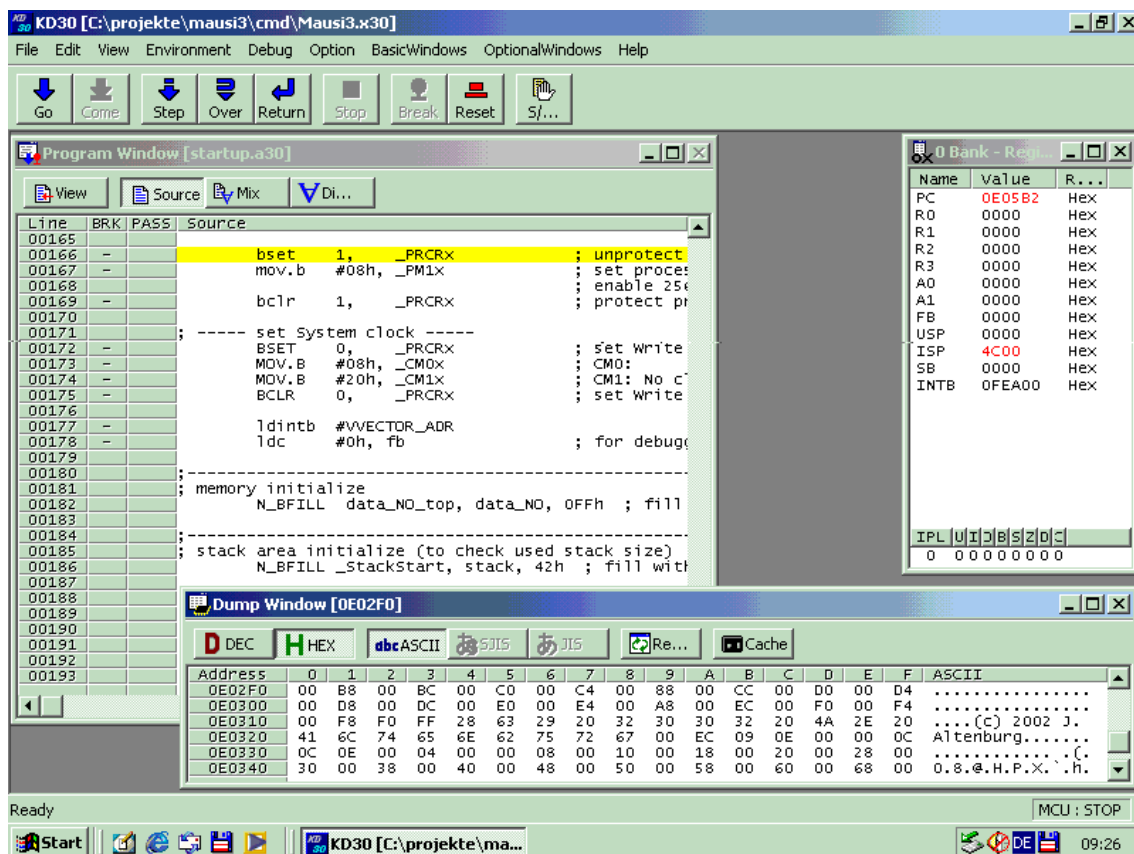 KD30 [C:\projekte\mausi3\cmd\Mausi3.x30]
File Edit View Environment Debug Option BasicWindows OptionalWindows Help
Go Come Step Over Return Stop Break Reset S/...
Program Window [startup.a30]
View Source Mix Di...
Line BRK PASS Source
00165
00166 - bset 1, _PRCRx ; unprotect
00167 - mov.b #08h, _PM1x ; set proces
00168 ; enable 256
00169 - bclr 1, _PRCRx ; protect pr
00170
00171 ; ----- set System clock -----
00172 - BSET 0, _PRCRx ; set Write
00173 - MOV.B #08h, _CM0x ; CM0:
00174 - MOV.B #20h, _CM1x ; CM1: No cl
00175 - BCLR 0, _PRCRx ; set Write
00176
00177 - ldintb #VVECTOR_ADR
00178 - ldc #0h, fb ; for debugg
00179
00180 ;---------------------------------------------------------------
00181 ; memory initialize
00182 N_BFILL data_NO_top, data_NO, 0FFh ; fill
00183
00184 ;---------------------------------------------------------------
00185 ; stack area initialize (to check used stack size)
00186 N_BFILL _StackStart, stack, 42h ; fill with
00187
00188
00189
00190
00191
00192
00193
0 Bank - Regi...
Name Value R...
PC 0E05B2 Hex
R0 0000 Hex
R1 0000 Hex
R2 0000 Hex
R3 0000 Hex
A0 0000 Hex
A1 0000 Hex
FB 0000 Hex
USP 0000 Hex
ISP 4C00 Hex
SB 0000 Hex
INTB 0FEA00 Hex
IPL U I O B S Z D C
0 0 0 0 0 0 0 0 0
Dump Window [0E02F0]
DEC HEX abc ASCII あ SJIS あ JIS Re... Cache
Address 0 1 2 3 4 5 6 7 8 9 A B C D E F ASCII
0E02F0 00 B8 00 BC 00 C0 00 C4 00 88 00 CC 00 D0 00 D4 ................
0E0300 00 D8 00 DC 00 E0 00 E4 00 A8 00 EC 00 F0 00 F4 ................
0E0310 00 F8 F0 FF 28 63 29 20 32 30 30 32 20 4A 2E 20 ....(c) 2002 J.
0E0320 41 6C 74 65 6E 62 75 72 67 00 EC 09 0E 00 00 0C Altenburg.......
0E0330 0C 0E 00 04 00 00 08 00 10 00 18 00 20 00 28 00 ............ .(.
0E0340 30 00 38 00 40 00 48 00 50 00 58 00 60 00 68 00 0.8.@.H.P.X.`.h.
Ready MCU : STOP
Start KD30 [C:\projekte\ma... DE 09:26